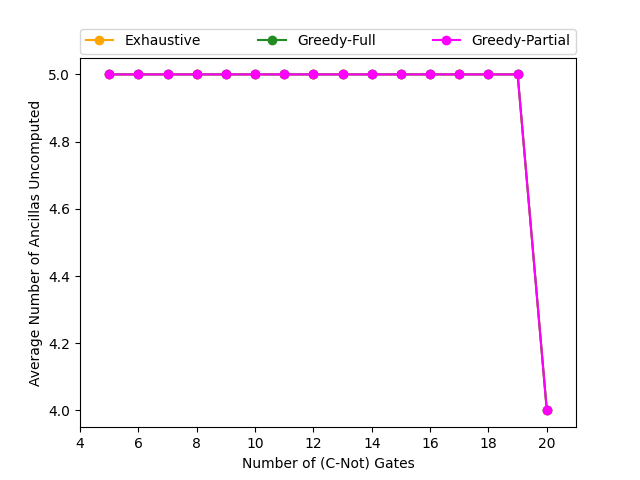 Exhaustive Greedy-Full Greedy-Partial
Average Number of Ancillas Uncomputed
5.0
4.8
4.6
4.4
4.2
4.0
4 6 8 10 12 14 16 18 20
Number of (C-Not) Gates